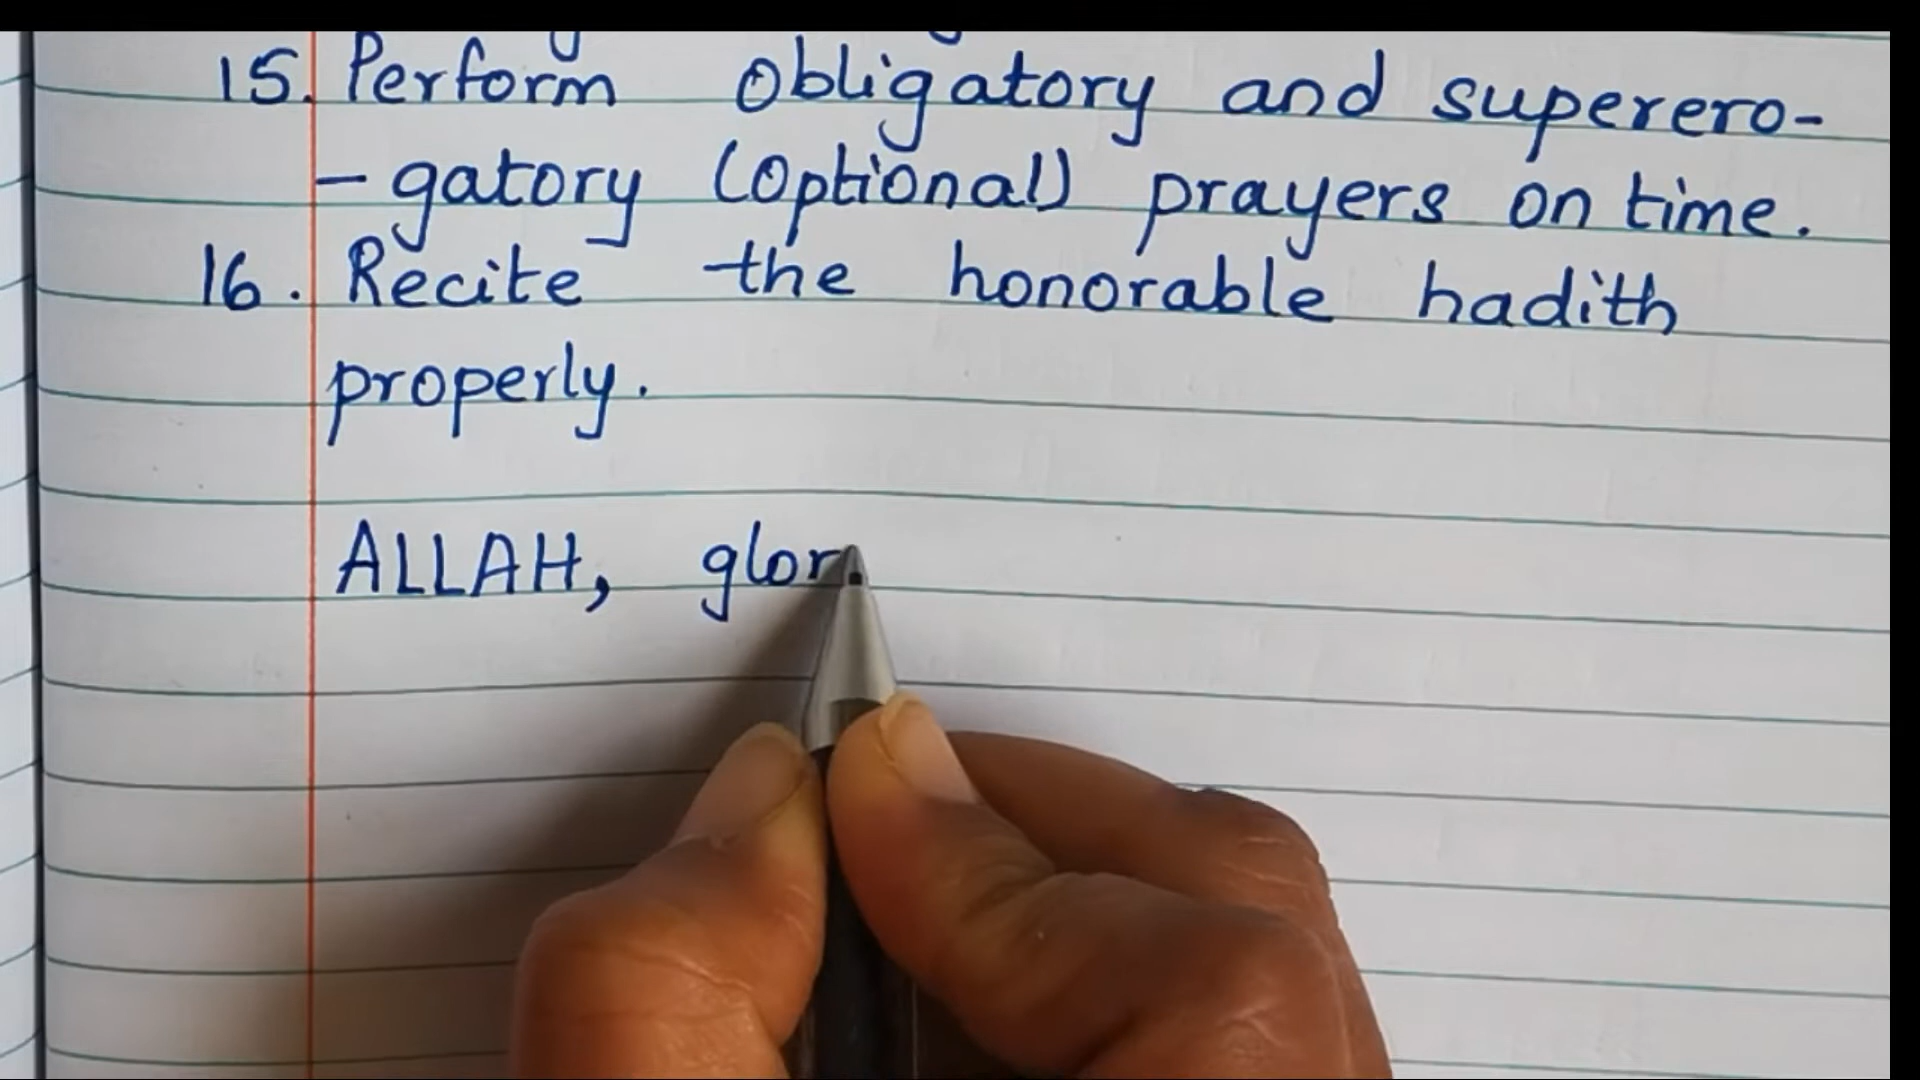 15. Perform obligatory and superero-
- gatory (optional) prayers on time.
16. Recite the honorable hadith
properly.
ALLAH, glor